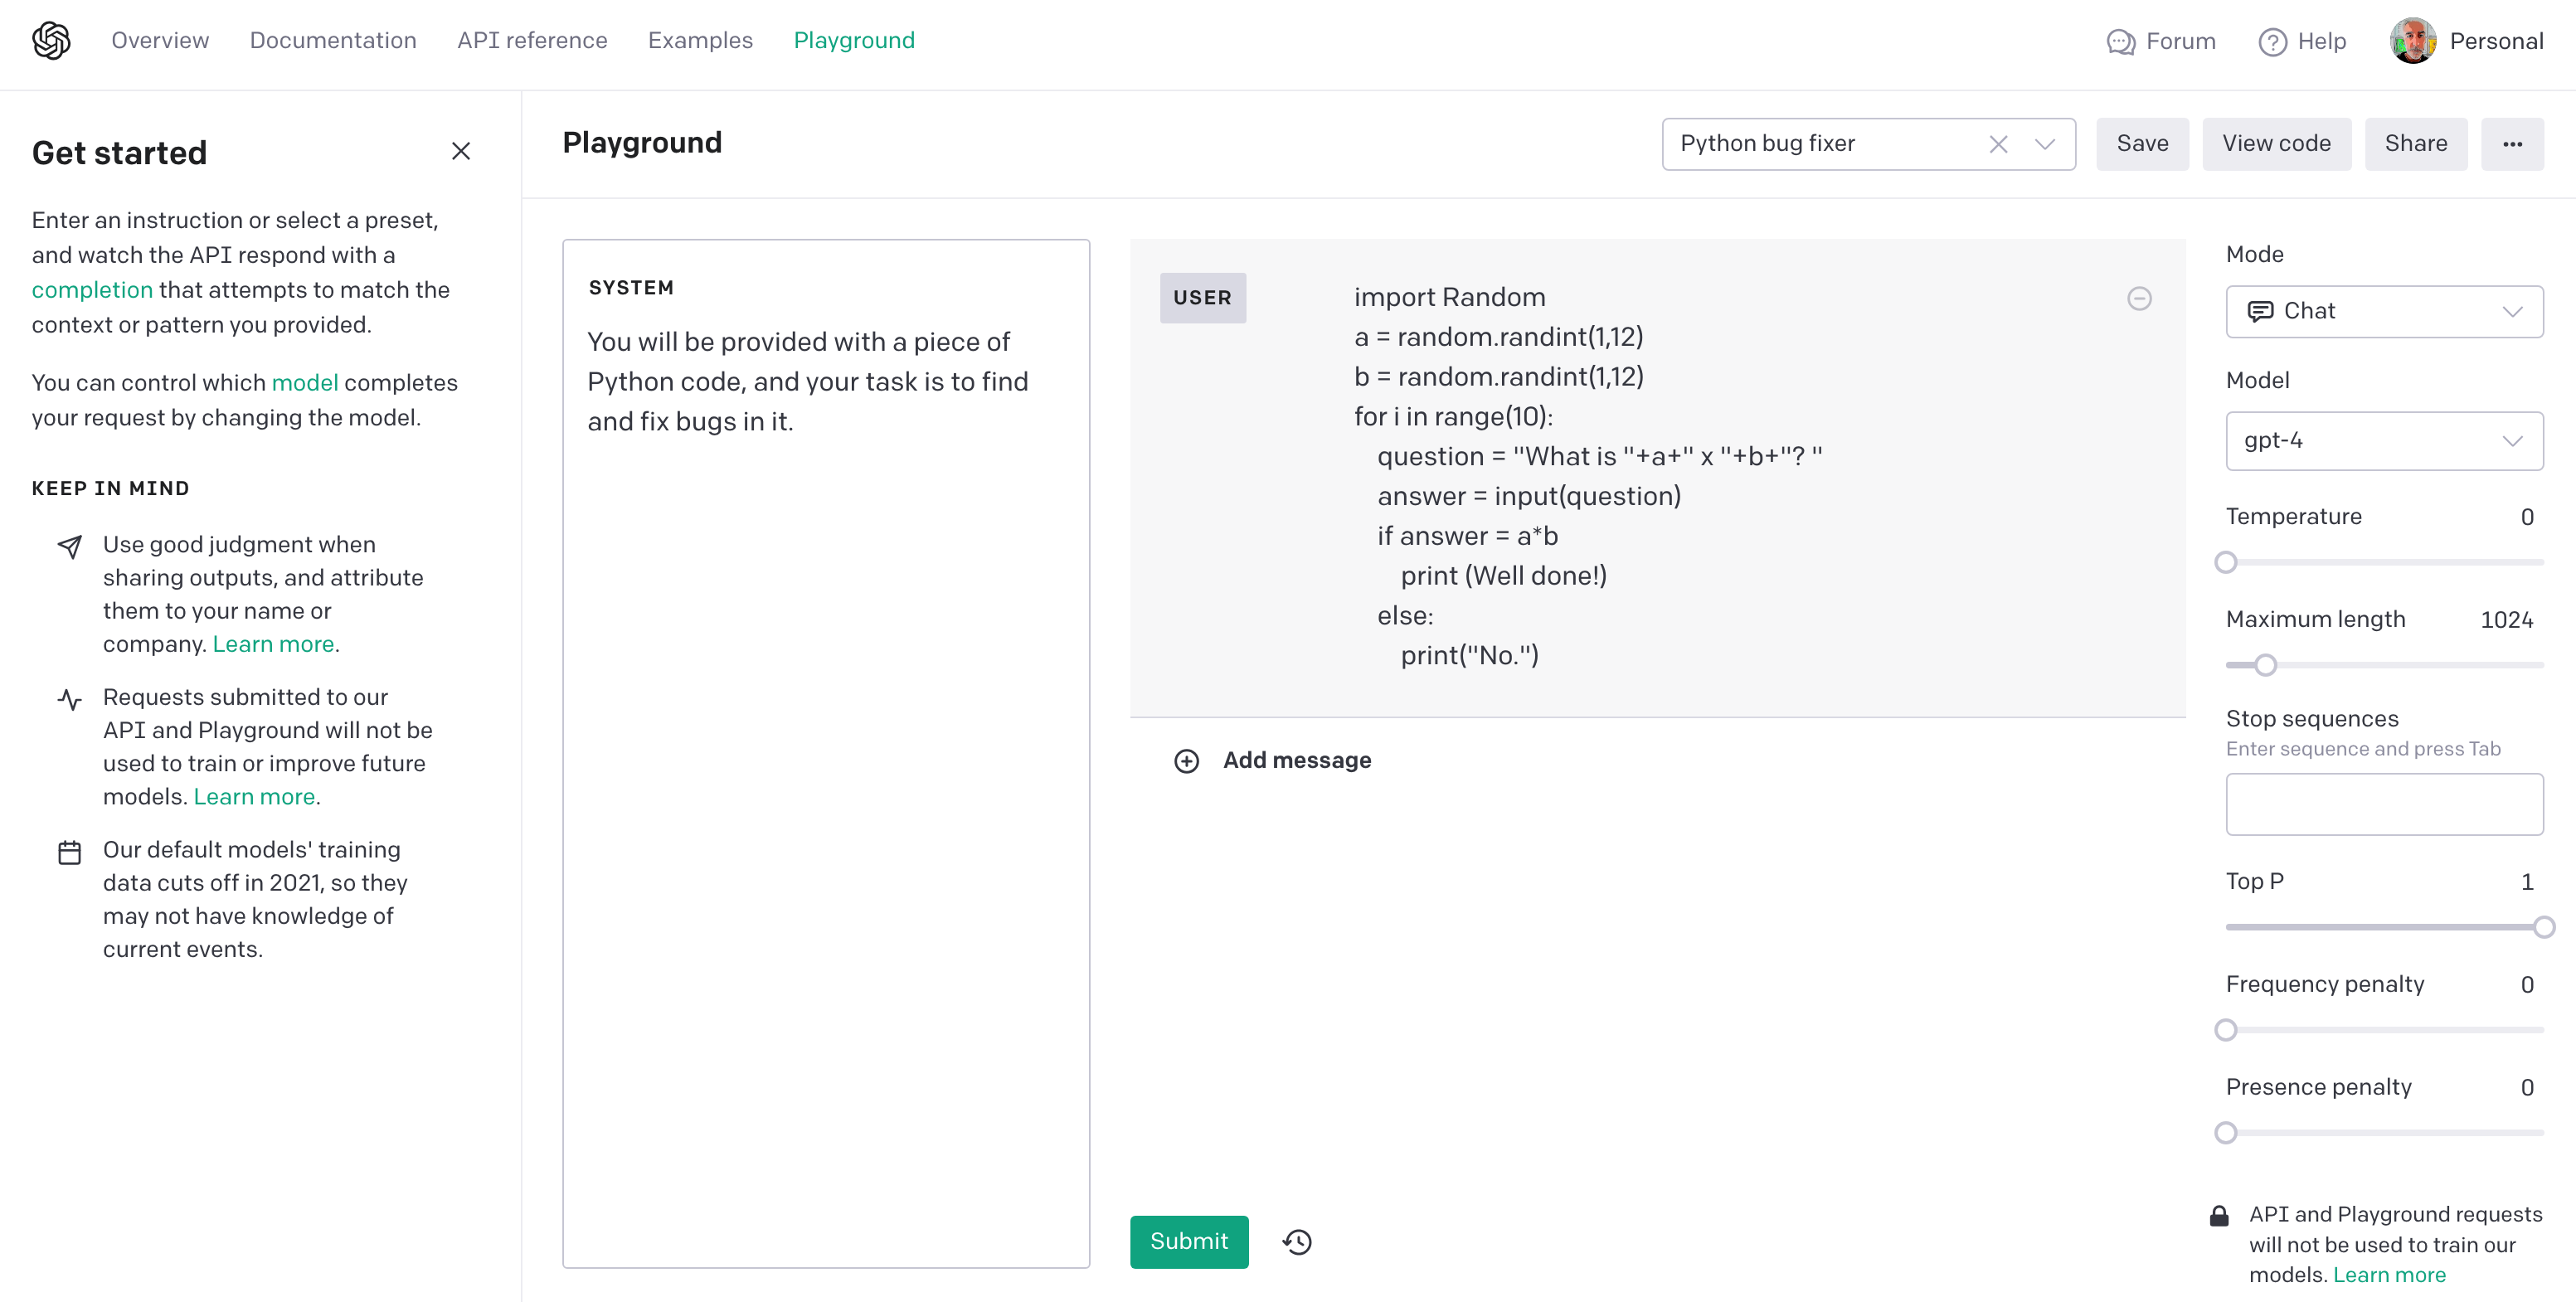 Overview
Documentation
API reference
Examples
Playground
Forum
Help
Personal
Get started
Enter an instruction or select a preset,
and watch the API respond with a
completion that attempts to match the
context or pattern you provided.
You can control which model completes
your request by changing the model.
KEEP IN MIND
Use good judgment when
sharing outputs, and attribute
them to your name or
company. Learn more.
Requests submitted to our
API and Playground will not be
used to train or improve future
models. Learn more.
Our default models' training
data cuts off in 2021, so they
may not have knowledge of
current events.
Playground
Python bug fixer
Save
View code
Share
SYSTEM
You will be provided with a piece of
Python code, and your task is to find
and fix bugs in it.
USER
import Random
a = random.randint(1,12)
b = random.randint(1,12)
for i in range(10):
question = "What is "+a+" x "+b+"? "
answer = input(question)
if answer = a*b
print (Well done!)
else:
print("No.")
Add message
Submit
Mode
Chat
Model
gpt-4
Temperature 0
Maximum length 1024
Stop sequences
Enter sequence and press Tab
Top P 1
Frequency penalty 0
Presence penalty 0
API and Playground requests
will not be used to train our
models. Learn more